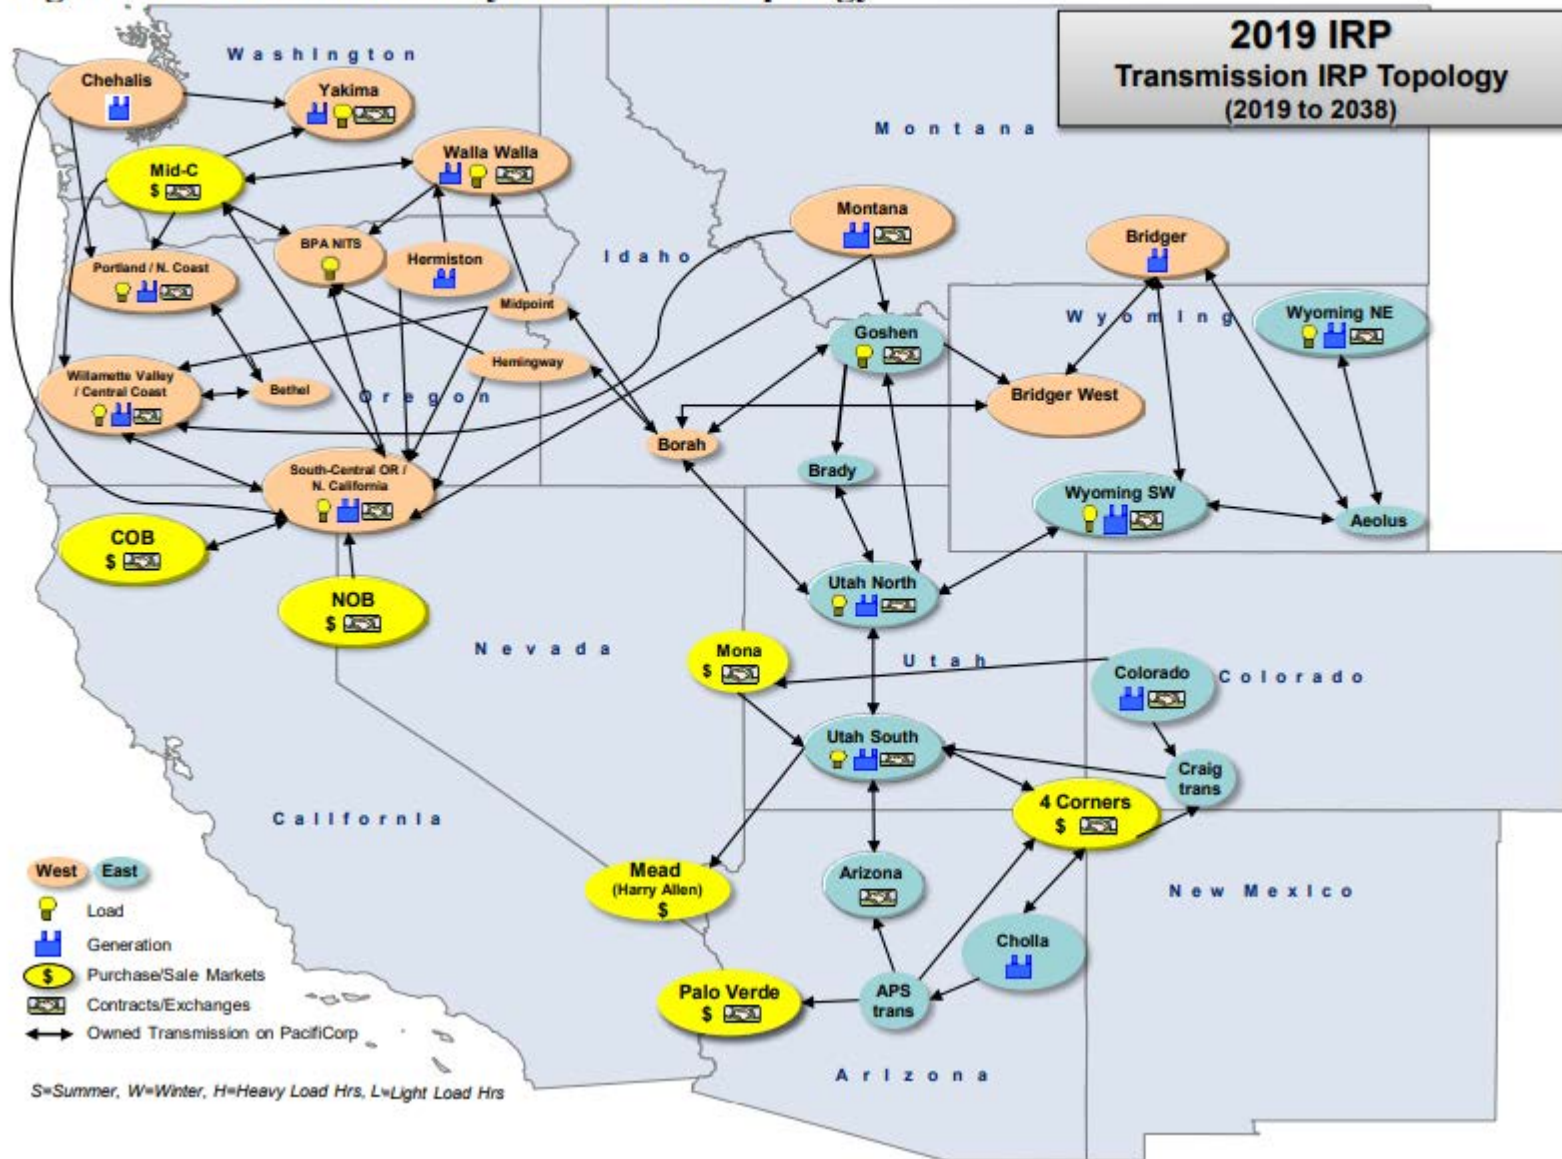 2019 IRP
Transmission IRP Topology
(2019 to 2038)
Washington
Chehalis
Yakima
Montana
Walla Walla
Mid-C
$
Montana
Bridger
BPA NITS
Hermiston
Idaho
Portland / N. Coast
Midpoint
Wyoming
Wyoming NE
Goshen
Hemingway
Willamette Valley
/ Central Coast
Bethel
Oregon
Bridger West
Borah
Brady
South-Central OR /
N. California
Wyoming SW
Aeolus
COB
$
Utah North
NOB
$
Nevada
Mona
$
Utah
Colorado
Colorado
Utah South
Craig
trans
4 Corners
$
California
Mead
(Harry Allen)
$
Arizona
New Mexico
West
East
Load
Generation
$
Purchase/Sale Markets
Contracts/Exchanges
Owned Transmission on PacifiCorp
Cholla
Palo Verde
$
APS
trans
Arizona
S=Summer, W=Winter, H=Heavy Load Hrs, L=Light Load Hrs